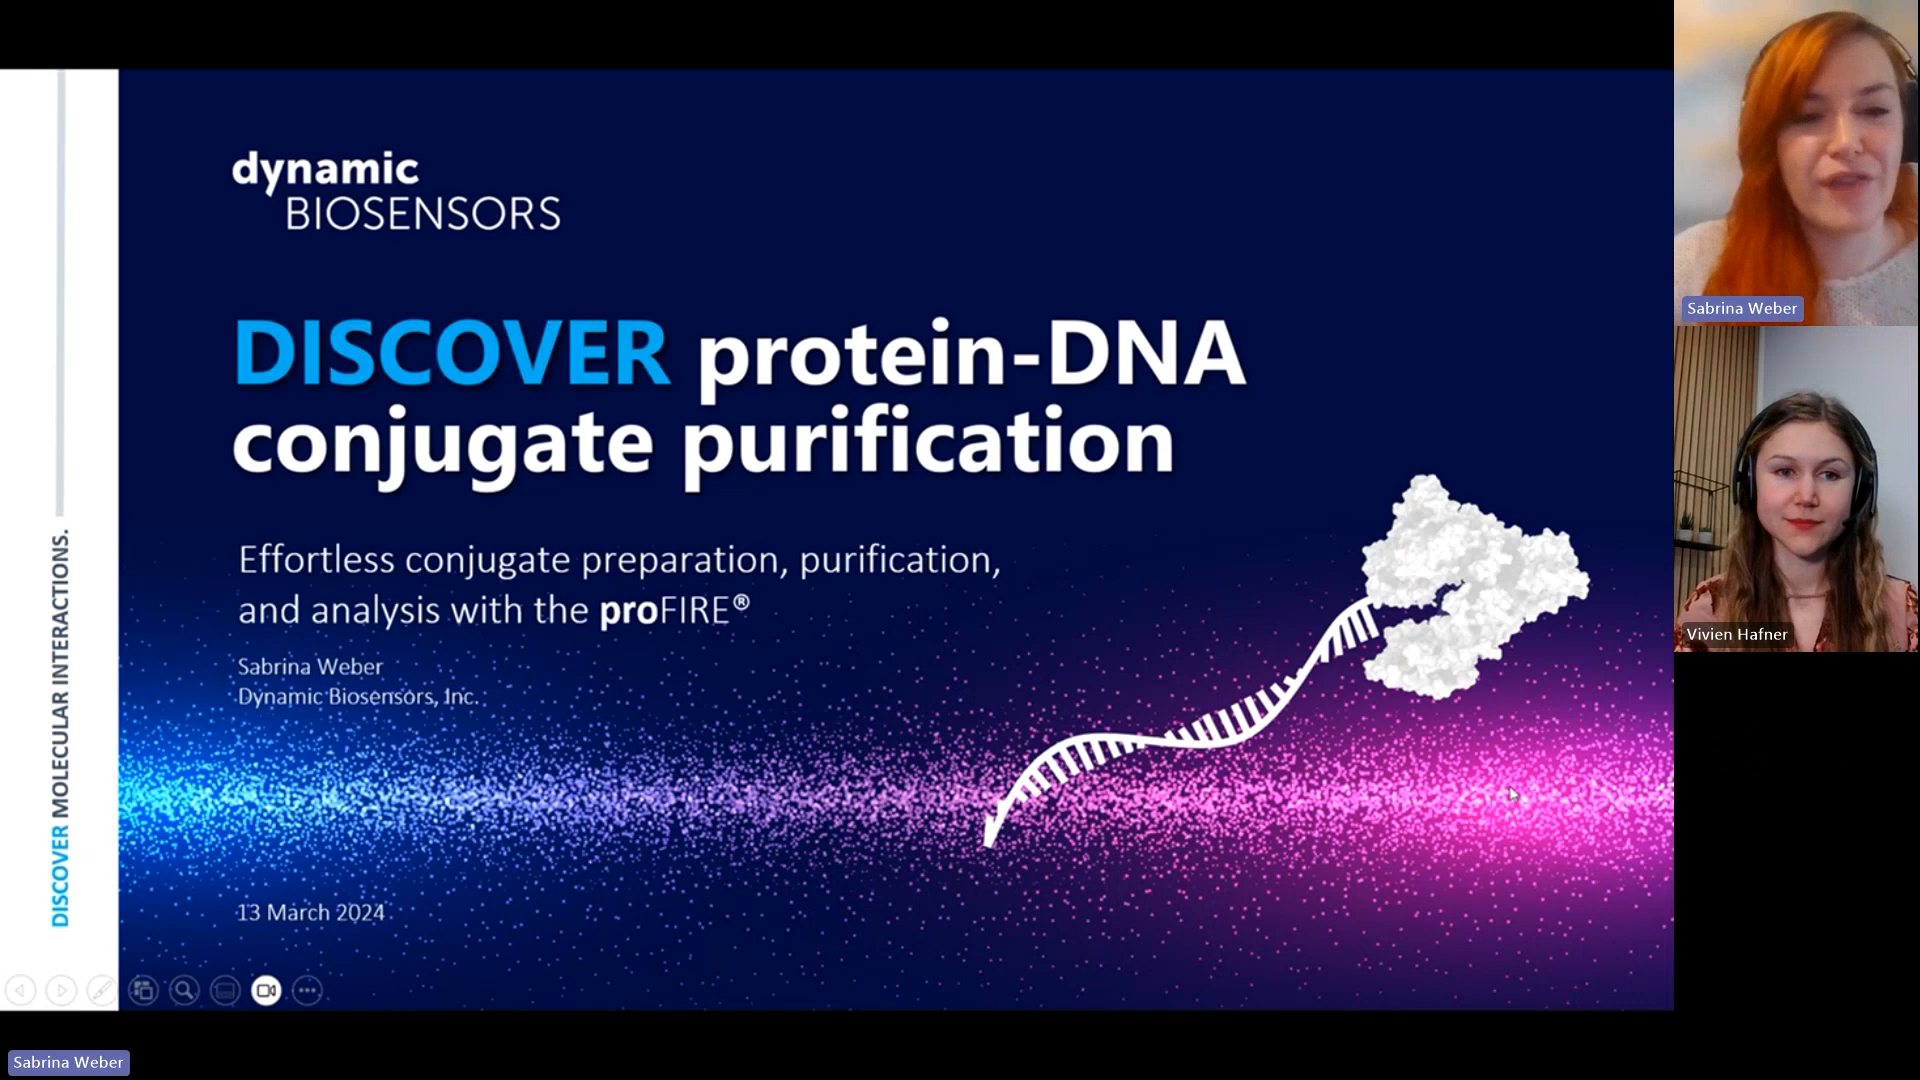 dynamic
BIOSENSORS
DISCOVER protein-DNA
conjugate purification
Effortless conjugate preparation, purification,
and analysis with the proFIRE®
Sabrina Weber
Dynamic Biosensors, Inc.
13 March 2024
DISCOVER MOLECULAR INTERACTIONS.
Sabrina Weber
Vivien Hafner
Sabrina Weber